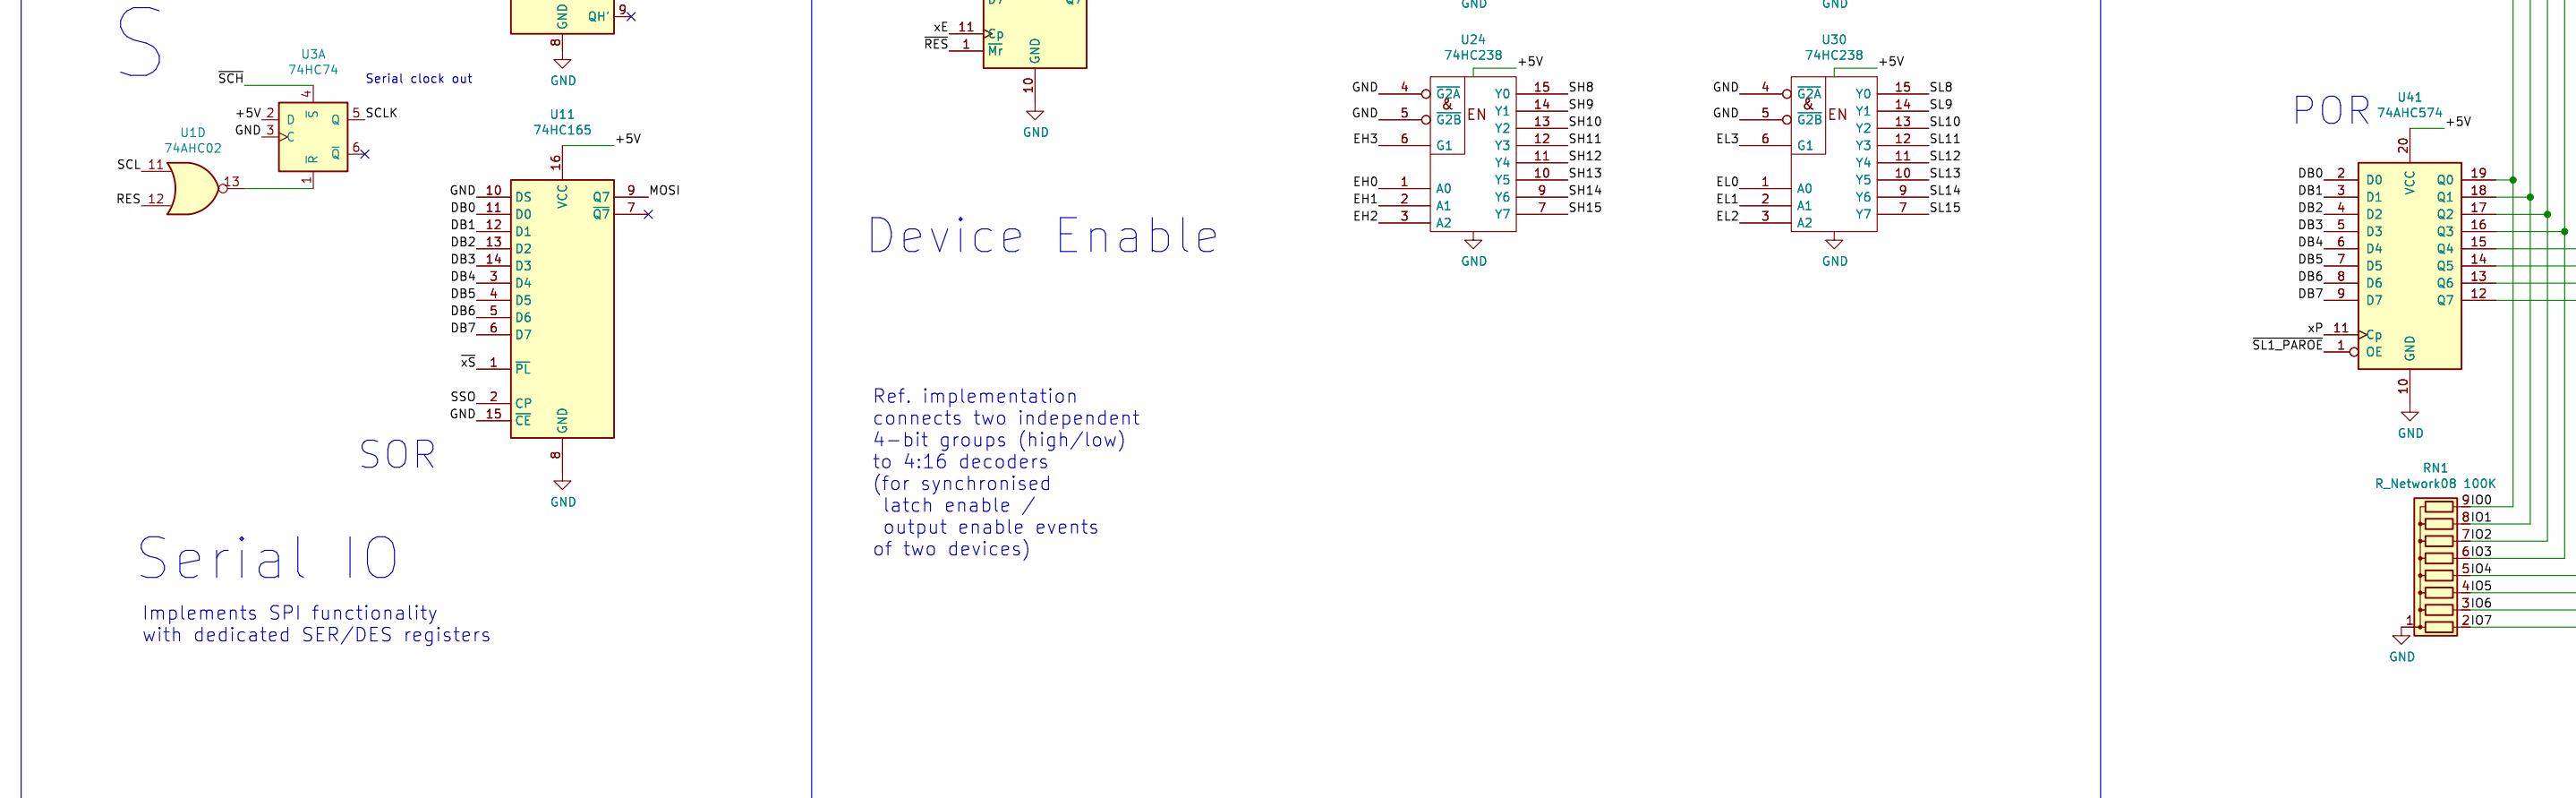 S
U3A
74HC74
SCH
Serial clock out
4
+5V 2 D S Q 5 SCLK
GND 3 C
R Q 6
1
U1D
74AHC02
SCL 11
13
RES 12
GND QH' 9
8
GND
U11
74HC165
+5V
16
VCC
GND 10 DS Q7 9 MOSI
DB0 11 D0 Q7 7
DB1 12 D1
DB2 13 D2
DB3 14 D3
DB4 3 D4
DB5 4 D5
DB6 5 D6
DB7 6 D7
xS 1 PL
SSO 2 CP
GND 15 CE
GND
8
GND
SOR
Serial IO
Implements SPI functionality
with dedicated SER/DES registers
xE 11 Cp
RES 1 Mr
GND
10
GND
Device Enable
Ref. implementation
connects two independent
4-bit groups (high/low)
to 4:16 decoders
(for synchronised
latch enable /
output enable events
of two devices)
GND
U24
74HC238
+5V
GND 4 G2A Y0 15 SH8
& Y1 14 SH9
GND 5 G2B EN Y2 13 SH10
EH3 6 G1 Y3 12 SH11
Y4 11 SH12
Y5 10 SH13
EH0 1 A0 Y6 9 SH14
EH1 2 A1 Y7 7 SH15
EH2 3 A2
GND
GND
U30
74HC238
+5V
GND 4 G2A Y0 15 SL8
& Y1 14 SL9
GND 5 G2B EN Y2 13 SL10
EL3 6 G1 Y3 12 SL11
Y4 11 SL12
Y5 10 SL13
EL0 1 A0 Y6 9 SL14
EL1 2 A1 Y7 7 SL15
EL2 3 A2
GND
POR
U41
74AHC574
+5V
20
VCC
DB0 2 D0 Q0 19
DB1 3 D1 Q1 18
DB2 4 D2 Q2 17
DB3 5 D3 Q3 16
DB4 6 D4 Q4 15
DB5 7 D5 Q5 14
DB6 8 D6 Q6 13
DB7 9 D7 Q7 12
xP 11 Cp
SL1_PAROE 1 OE
GND
10
GND
RN1
R_Network08 100K
9 IO0
8 IO1
7 IO2
6 IO3
5 IO4
4 IO5
3 IO6
1 2 IO7
GND